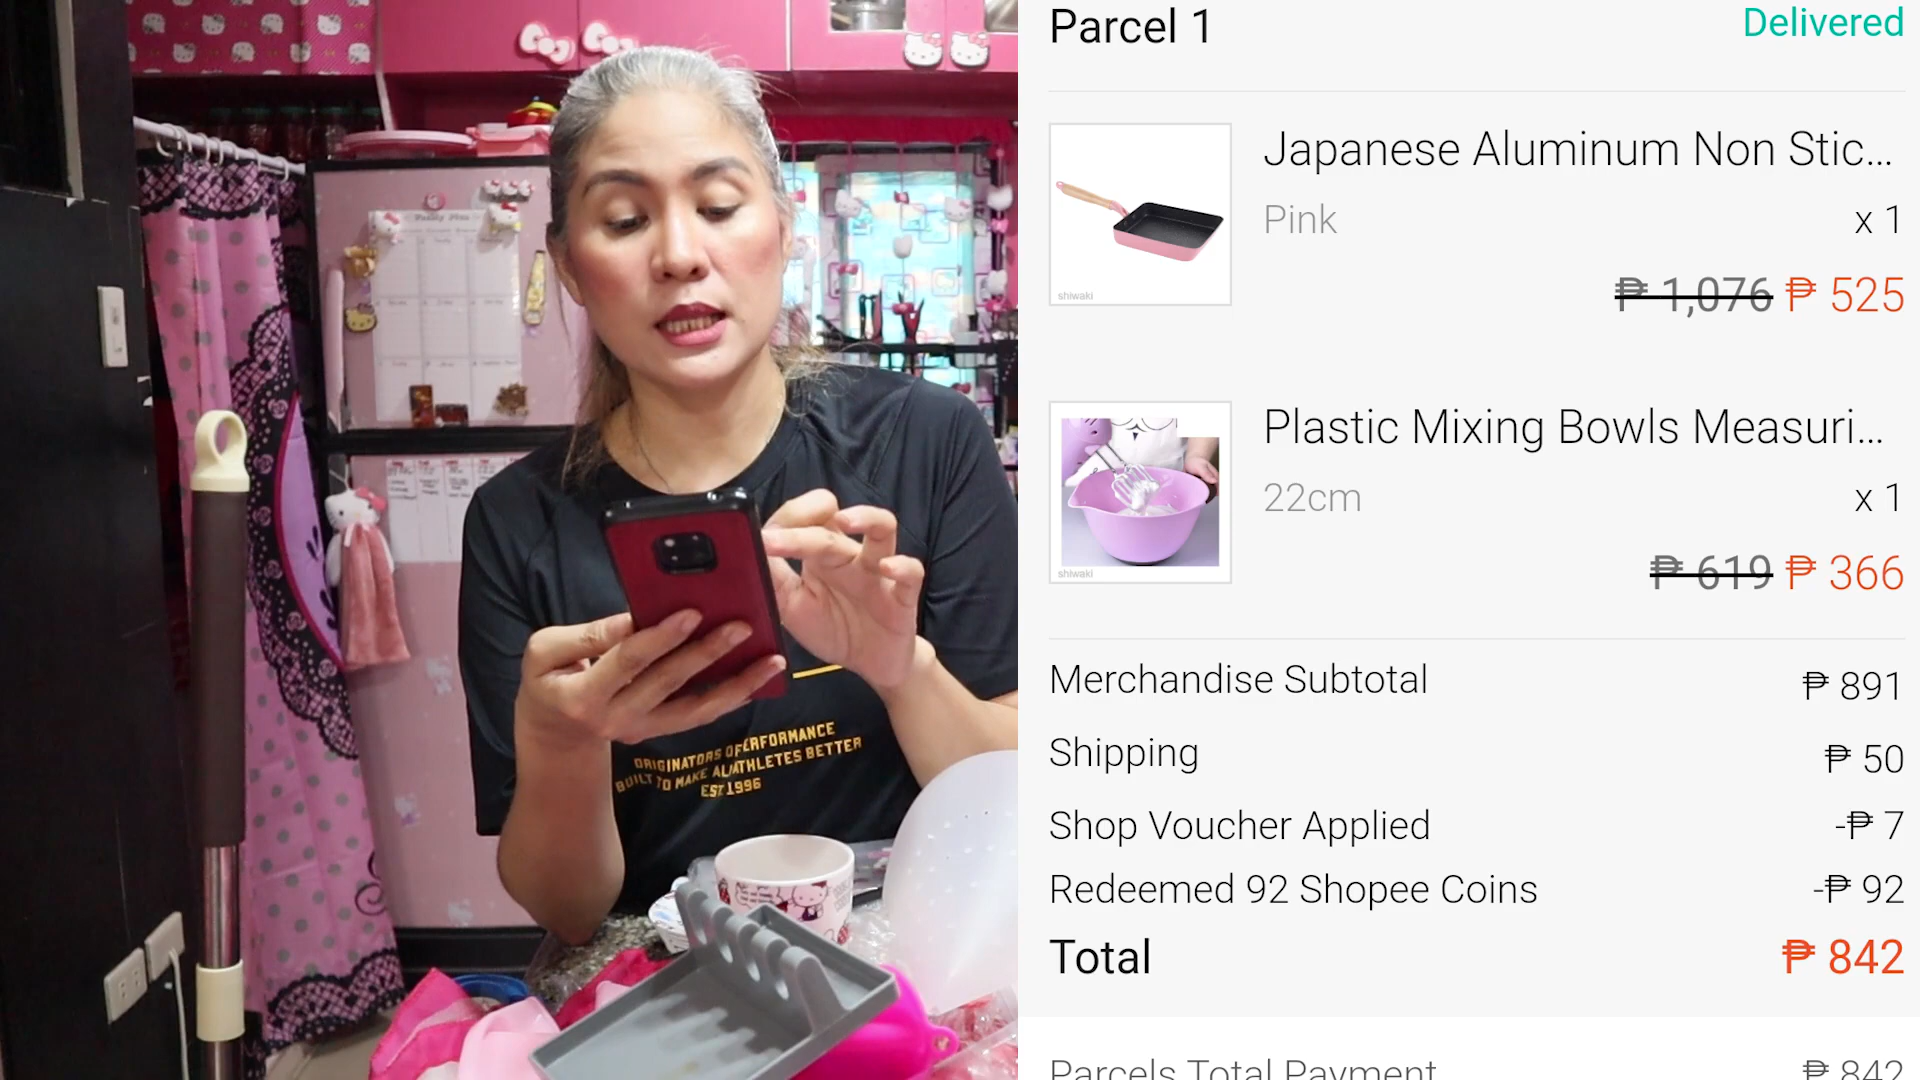 Parcel 1
Delivered
Japanese Aluminum Non Stic...
Pink
x 1
₱ 1,076 ₱ 525
shiwaki
Plastic Mixing Bowls Measuri...
22cm
x 1
₱ 619 ₱ 366
shiwaki
Merchandise Subtotal
₱ 891
Shipping
₱ 50
Shop Voucher Applied
-₱ 7
Redeemed 92 Shopee Coins
-₱ 92
Total
₱ 842
Parcels Total Payment
₱ 842
ORIGINATORS OF
ERFORMANCE
BUILT TO MAKE AL
ATHLETES BETTER
EST 1996